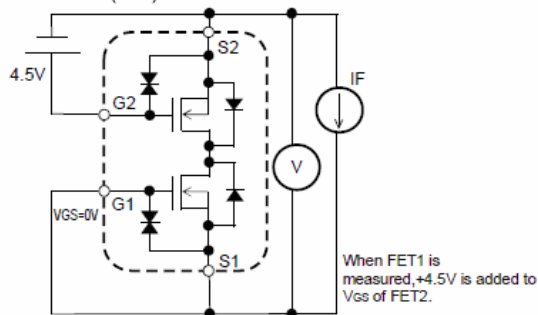 S2
4.5V
IF
G2
V
G1
VGS=0V
S1
When FET1 is
measured,+4.5V is added to
VGS of FET2.